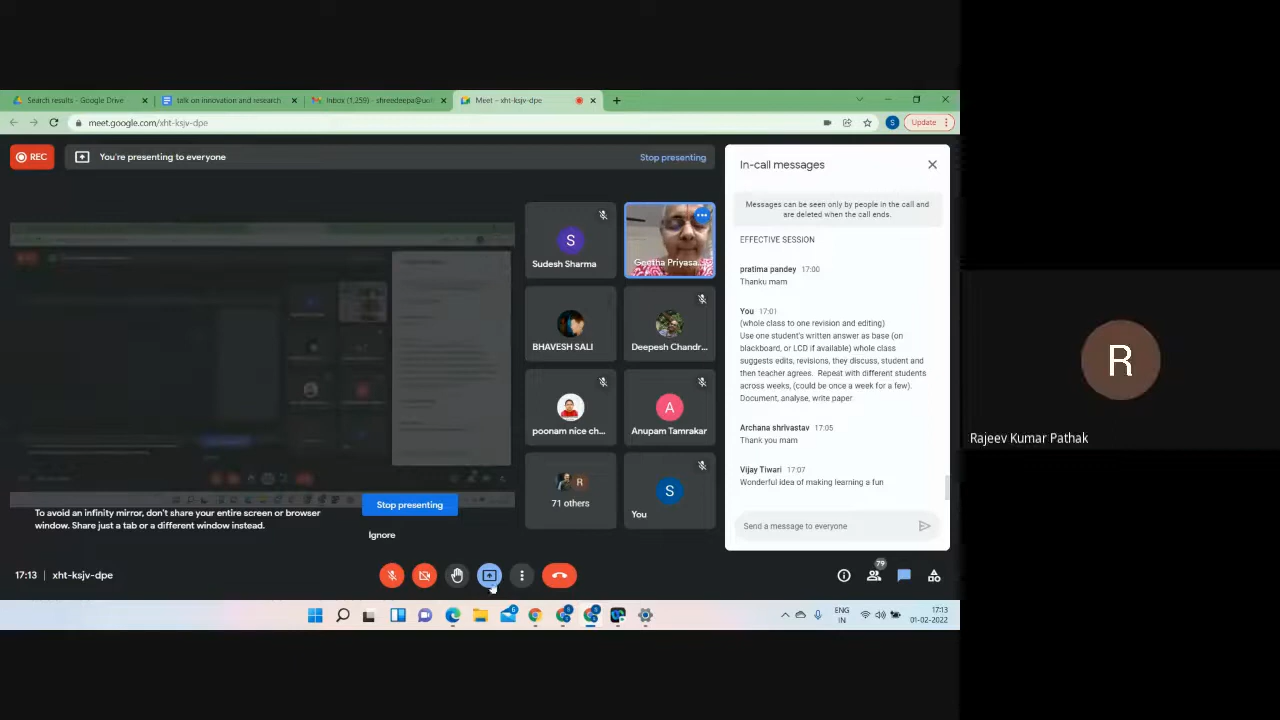 Search results - Google Drive
talk on innovation and research
Inbox (1,259) - shreedeepa@uo
Meet - xht-ksjv-dpe
meet.google.com/xht-ksjv-dpe
S
Update
REC
You're presenting to everyone
Stop presenting
In-call messages
Messages can be seen only by people in the call and
are deleted when the call ends.
EFFECTIVE SESSION
pratima pandey 17:00
Thanku mam
You 17:01
(whole class to one revision and editing)
Use one student's written answer as base (on
blackboard, or LCD if available) whole class
suggests edits, revisions, they discuss, student and
then teacher agrees. Repeat with different students
across weeks, (could be once a week for a few).
Document, analyse, write paper
Archana shrivastav 17:05
Thank you mam
Vijay Tiwari 17:07
Wonderful idea of making learning a fun
Send a message to everyone
S
Sudesh Sharma
Geetha Priyasa...
BHAVESH SALI
Deepesh Chandr...
poonam nice ch...
A
Anupam Tamrakar
R
71 others
S
You
To avoid an infinity mirror, don't share your entire screen or browser
window. Share just a tab or a different window instead.
Stop presenting
Ignore
17:13 | xht-ksjv-dpe
79
ENG
IN
17:13
01-02-2022
R
Rajeev Kumar Pathak